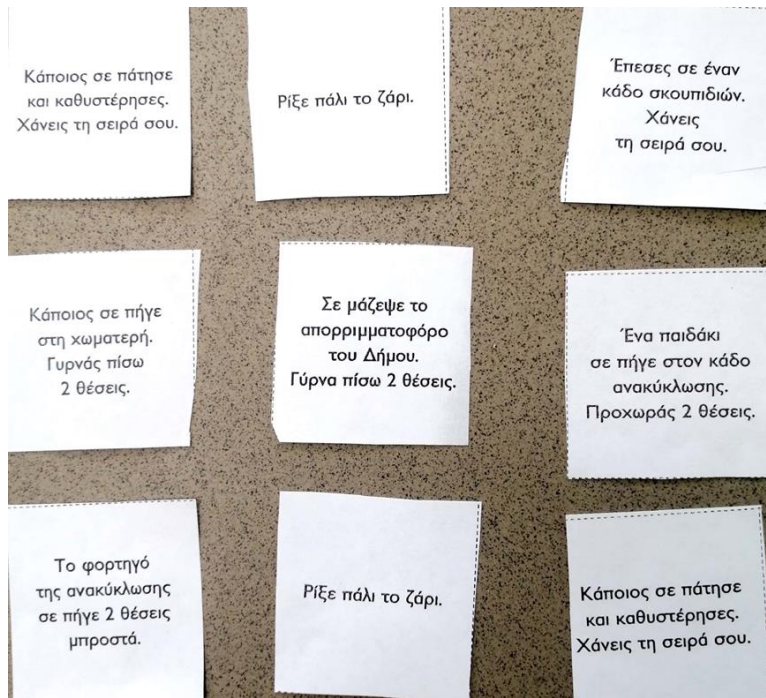 Κάποιος σε πάτησε
και καθυστέρησες.
Χάνεις τη σειρά σου.
Ρίξε πάλι το ζάρι.
Έπεσες σε έναν
κάδο σκουπιδιών.
Χάνεις
τη σειρά σου.
Κάποιος σε πήγε
στη χωματερή.
Γυρνάς πίσω
2 θέσεις.
Σε μάζεψε το
απορριμματοφόρο
του Δήμου.
Γύρνα πίσω 2 θέσεις.
Ένα παιδάκι
σε πήγε στον κάδο
ανακύκλωσης.
Προχωράς 2 θέσεις.
Το φορτηγό
της ανακύκλωσης
σε πήγε 2 θέσεις
μπροστά.
Ρίξε πάλι το ζάρι.
Κάποιος σε πάτησε
και καθυστέρησες.
Χάνεις τη σειρά σου.